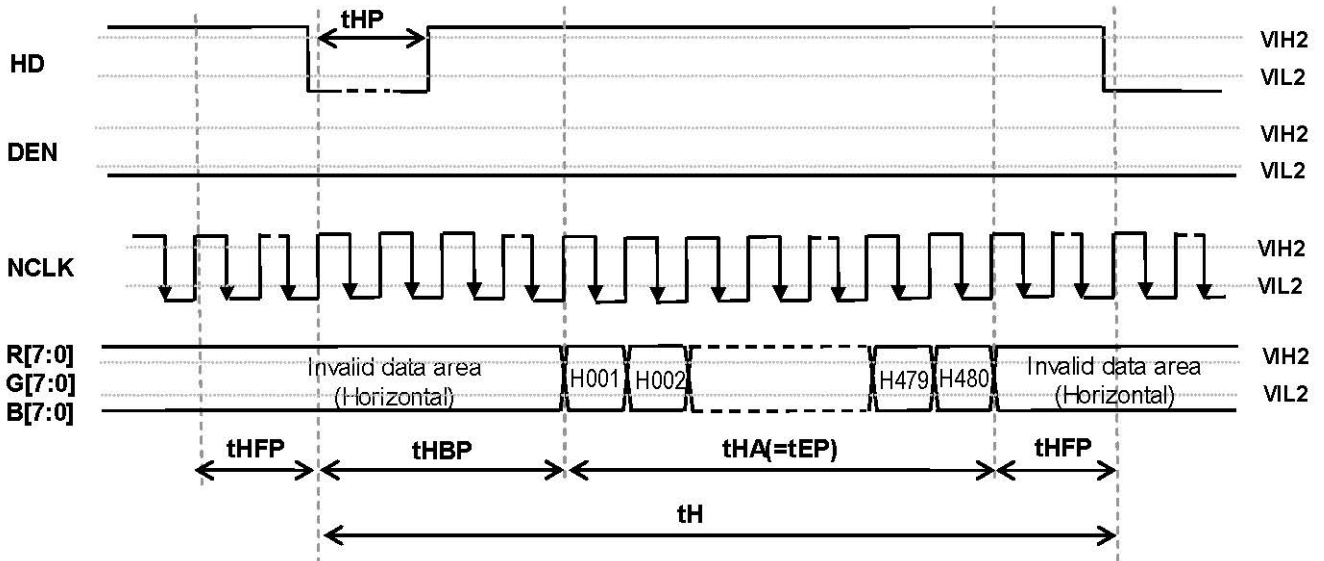 tHP
HD
VIH2
VIL2
DEN
VIH2
VIL2
NCLK
VIH2
VIL2
R[7:0]
G[7:0]
B[7:0]
Invalid data area
(Horizontal)
H001
H002
H479
H480
Invalid data area
(Horizontal)
VIH2
VIL2
tHFP
tHBP
tHA(=tEP)
tHFP
tH